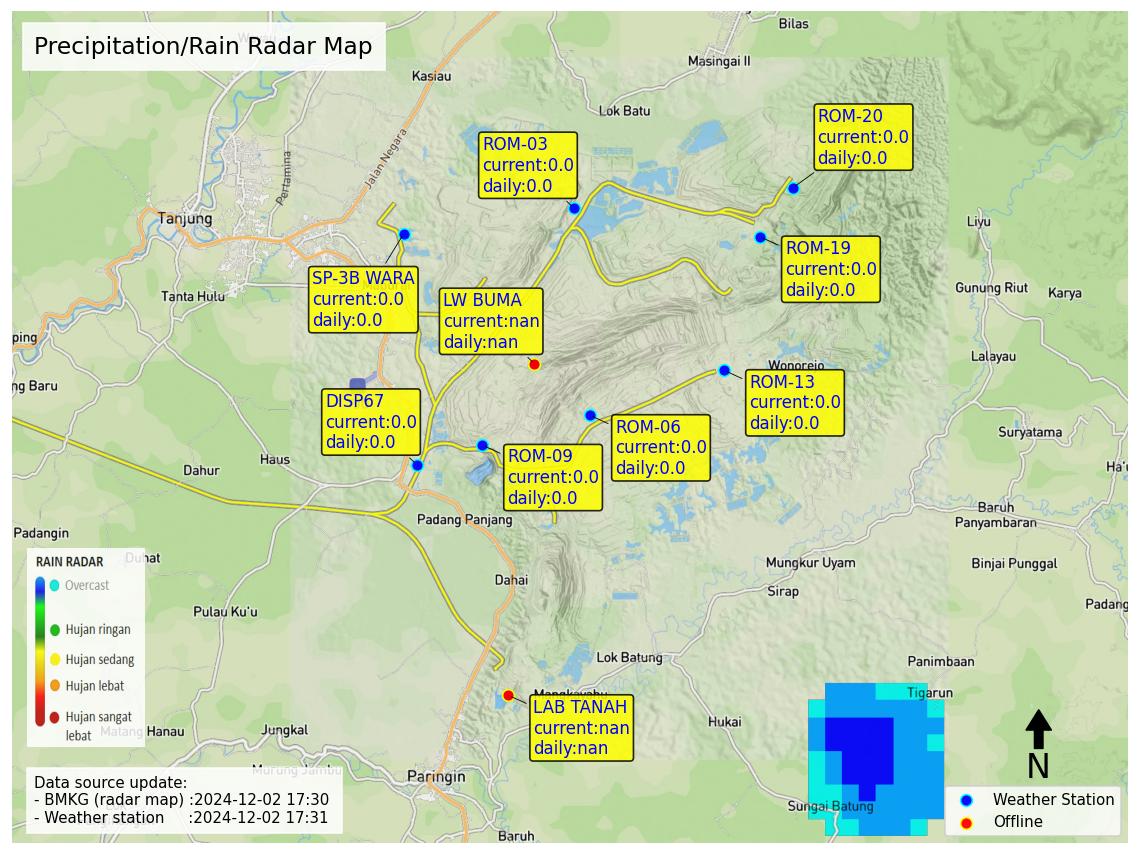 Precipitation/Rain Radar Map
Bilas
Masingai II
Kasiau
Lok Batu
Jalan Negara
Pertamina
Tanjung
Tanta Hulu
ROM-03
current:0.0
daily:0.0
ROM-20
current:0.0
daily:0.0
ROM-19
current:0.0
daily:0.0
SP-3B WARA
current:0.0
daily:0.0
LW BUMA
current:nan
daily:nan
Liyu
Gunung Riut
Karya
Lalayau
Wonorejo
ROM-13
current:0.0
daily:0.0
DISP67
current:0.0
daily:0.0
ROM-06
current:0.0
daily:0.0
ROM-09
current:0.0
daily:0.0
ping
ng Baru
Dahur
Haus
Suryatama
Ha'u
Baruh
Panyambaran
Padang Panjang
Padangin
Duhat
Mungkur Uyam
Binjai Punggal
Dahai
Sirap
Padang
Pulau Ku'u
RAIN RADAR
Overcast
Hujan ringan
Hujan sedang
Hujan lebat
Hujan sangat
lebat
Lok Batung
Panimbaan
Tigarun
LAB TANAH
current:nan
daily:nan
Hukai
Matang Hanau
Jungkal
Murung Jambu
Paringin
Sungai Batung
Baruh
N
Data source update:
- BMKG (radar map) :2024-12-02 17:30
- Weather station :2024-12-02 17:31
Weather Station
Offline